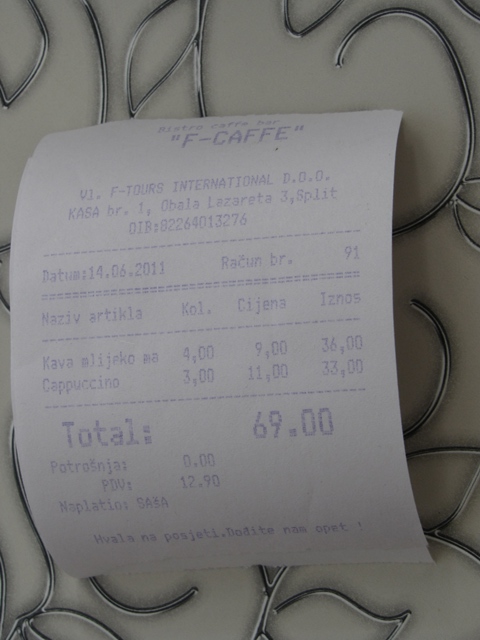 Bistro caffe bar
"F-CAFFE"
VL. F-TOURS INTERNATIONAL D.O.O.
KASA br. 1, Obala Lazareta 3,Split
OIB:82264013276
Datum:14.06.2011 Račun br. 91
Naziv artikla Kol. Cijena Iznos
Kava mlijeko ma 4,00 9,00 36,00
Cappuccino 3,00 11,00 33,00
Total: 69.00
Potrošnja: 0.00
PDV: 12.90
Naplatio: SAŠA
Hvala na posjeti.Dođite nam opet !